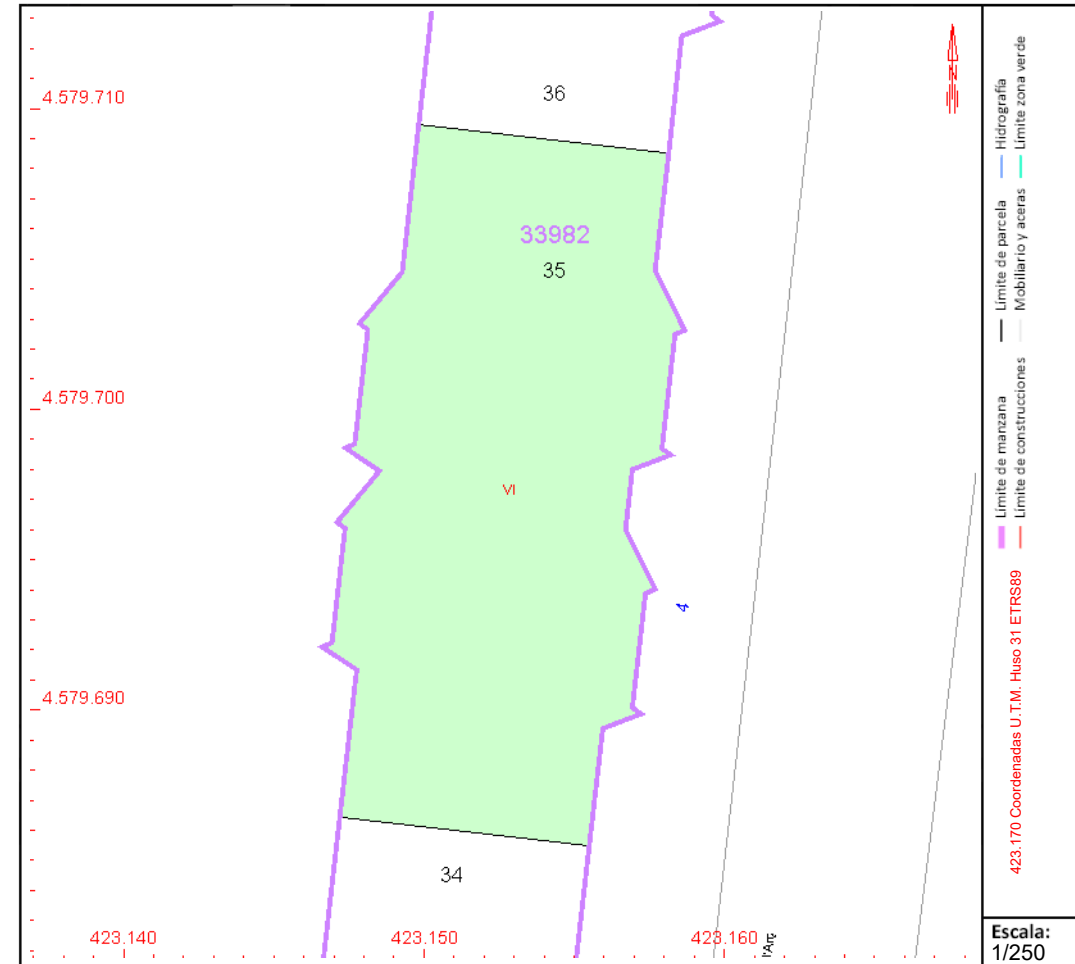 36
4.579.710
33982
35
4.579.700
VI
4
4.579.690
34
423.140
423.150
423.160
l'Arç
Hidrografía
Límite zona verde
Límite de parcela
Mobiliario y aceras
Límite de manzana
Límite de construcciones
423.170 Coordenadas U.T.M. Huso 31 ETRS89
Escala:
1/250